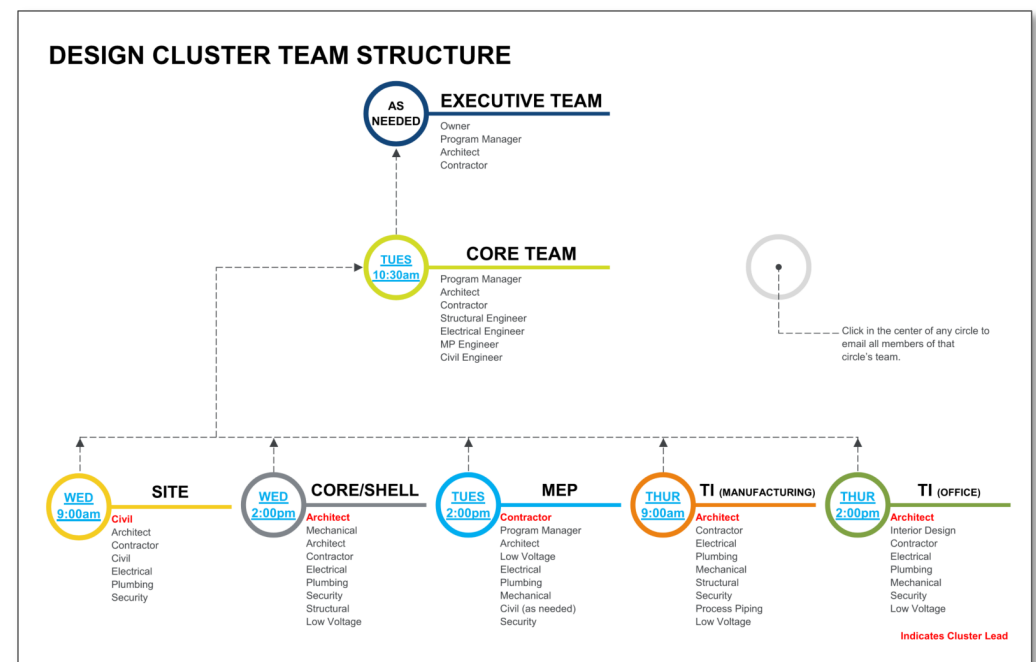 DESIGN CLUSTER TEAM STRUCTURE
AS
NEEDED
EXECUTIVE TEAM
Owner
Program Manager
Architect
Contractor
TUES
10:30am
CORE TEAM
Program Manager
Architect
Contractor
Structural Engineer
Electrical Engineer
MP Engineer
Civil Engineer
Click in the center of any circle to
email all members of that
circle's team.
WED
9:00am
SITE
Civil
Architect
Contractor
Civil
Electrical
Plumbing
Security
WED
2:00pm
CORE/SHELL
Architect
Mechanical
Architect
Contractor
Electrical
Plumbing
Security
Structural
Low Voltage
TUES
2:00pm
MEP
Contractor
Program Manager
Architect
Low Voltage
Electrical
Plumbing
Mechanical
Civil (as needed)
Security
THUR
9:00am
TI (MANUFACTURING)
Architect
Contractor
Electrical
Plumbing
Mechanical
Structural
Security
Process Piping
Low Voltage
THUR
2:00pm
TI (OFFICE)
Architect
Interior Design
Contractor
Electrical
Plumbing
Mechanical
Security
Low Voltage
Indicates Cluster Lead